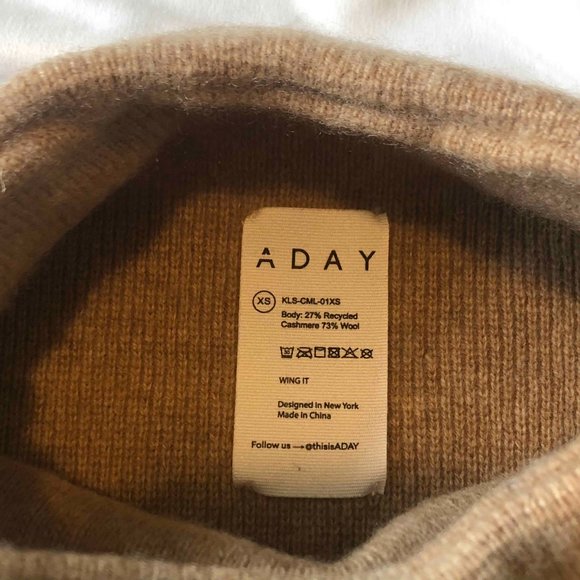 ADAY
XS KLS-CML-01XS
Body: 27% Recycled
Cashmere 73% Wool
30
WING IT
Designed in New York
Made in China
Follow us → @thisisADAY